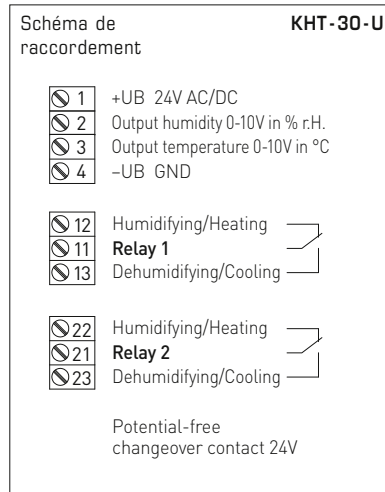 Schéma de
raccordement
KHT-30-U
1 +UB 24V AC/DC
2 Output humidity 0-10V in % r.H.
3 Output temperature 0-10V in °C
4 –UB GND
12 Humidifying/Heating
11 Relay 1
13 Dehumidifying/Cooling
22 Humidifying/Heating
21 Relay 2
23 Dehumidifying/Cooling
Potential-free
changeover contact 24V